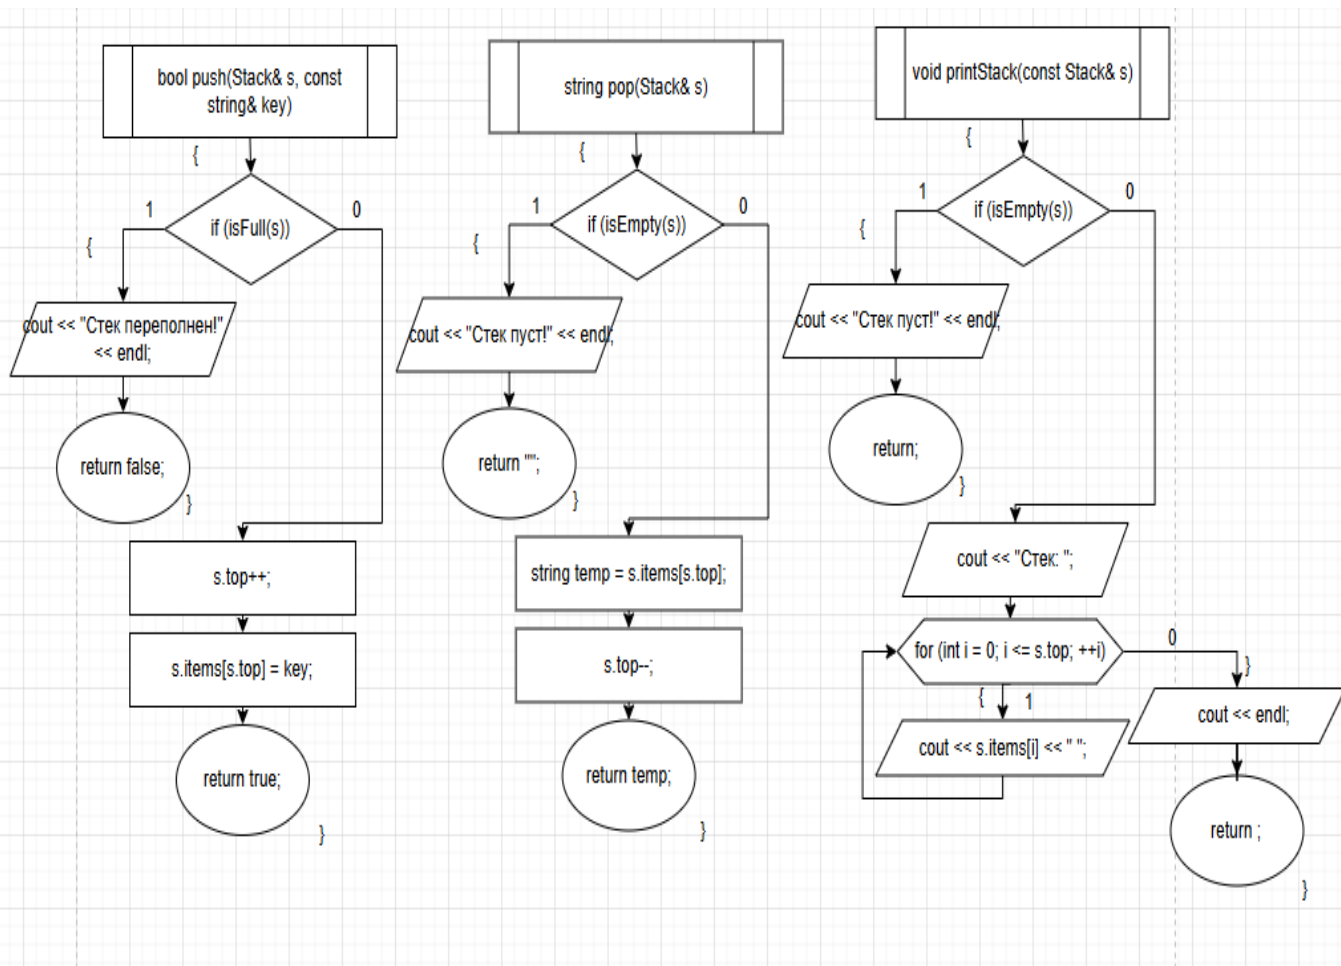 bool push(Stack& s, const
string& key)
{
if (isFull(s))
1
0
{
cout << "Стек переполнен!"
<< endl;
return false;
}
s.top++;
s.items[s.top] = key;
return true;
}
string pop(Stack& s)
{
if (isEmpty(s))
1
0
{
cout << "Стек пуст!" << endl;
return "";
}
string temp = s.items[s.top];
s.top--;
return temp;
}
void printStack(const Stack& s)
{
if (isEmpty(s))
1
0
{
cout << "Стек пуст!" << endl;
return;
}
cout << "Стек: ";
for (int i = 0; i <= s.top; ++i)
0
{
1
cout << s.items[i] << " ";
}
cout << endl;
return ;
}